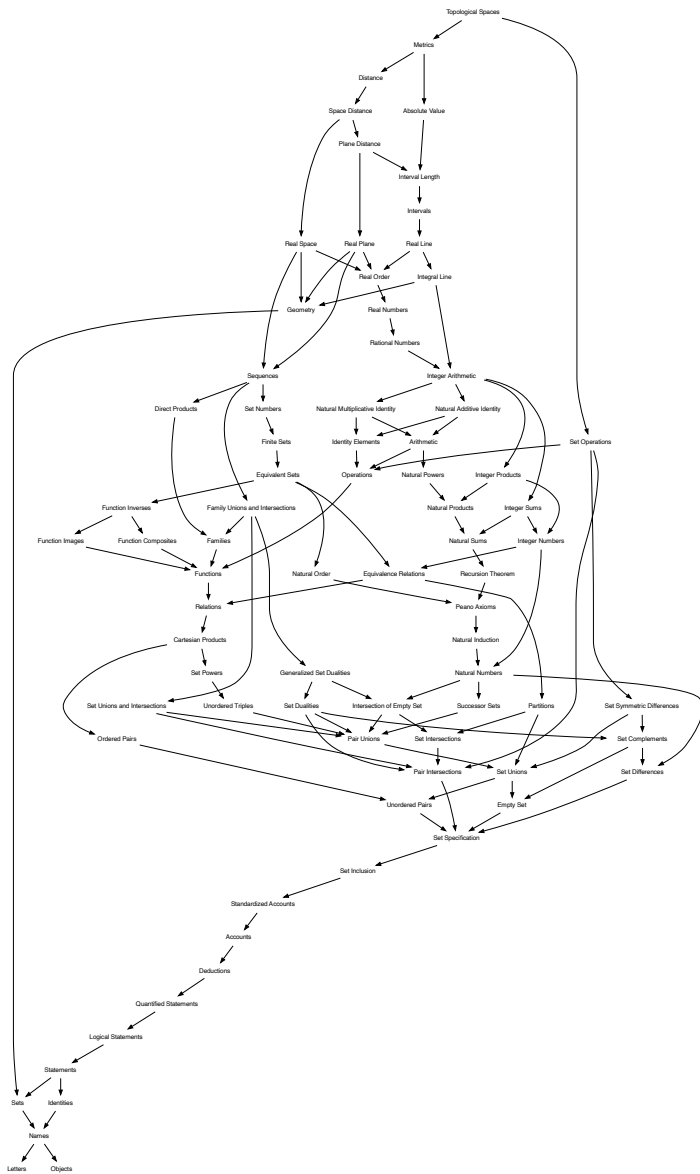 Topological Spaces
Metrics
Distance
Space Distance
Absolute Value
Plane Distance
Interval Length
Intervals
Real Space
Real Plane
Real Line
Real Order
Integral Line
Geometry
Real Numbers
Rational Numbers
Sequences
Integer Arithmetic
Direct Products
Set Numbers
Natural Multiplicative Identity
Natural Additive Identity
Finite Sets
Identity Elements
Arithmetic
Set Operations
Equivalent Sets
Operations
Natural Powers
Integer Products
Function Inverses
Family Unions and Intersections
Natural Products
Integer Sums
Function Images
Function Composites
Families
Natural Sums
Integer Numbers
Functions
Natural Order
Equivalence Relations
Recursion Theorem
Relations
Peano Axioms
Cartesian Products
Natural Induction
Set Powers
Generalized Set Dualities
Natural Numbers
Set Unions and Intersections
Unordered Triples
Set Dualities
Intersection of Empty Set
Successor Sets
Partitions
Set Symmetric Differences
Ordered Pairs
Pair Unions
Set Intersections
Set Complements
Pair Intersections
Set Unions
Set Differences
Unordered Pairs
Empty Set
Set Specification
Set Inclusion
Standardized Accounts
Accounts
Deductions
Quantified Statements
Logical Statements
Statements
Sets
Identities
Names
Letters
Objects